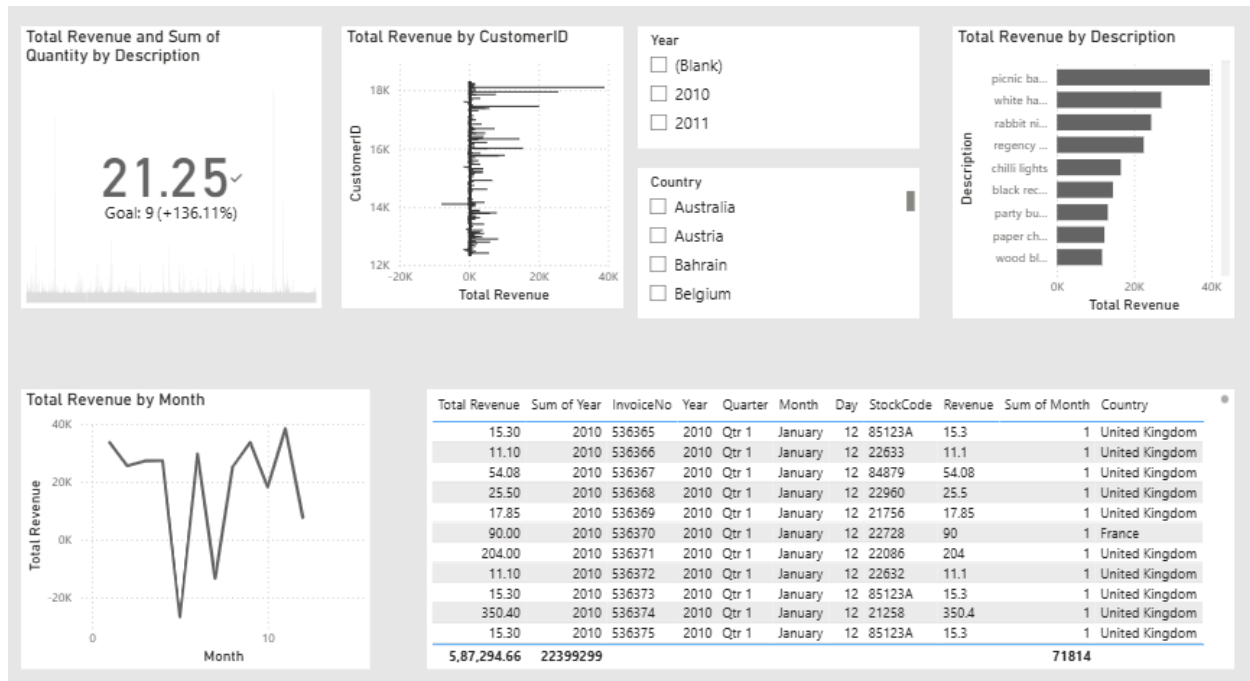 Total Revenue and Sum of
Quantity by Description
21.25
Goal: 9 (+136.11%)
Total Revenue by CustomerID
CustomerID
18K
16K
14K
12K
-20K 0K 20K 40K
Total Revenue
Year
(Blank)
2010
2011
Country
Australia
Austria
Bahrain
Belgium
Total Revenue by Description
Description
picnic ba...
white ha...
rabbit ni...
regency ...
chilli lights
black rec...
party bu...
paper ch...
wood bl...
0K 20K 40K
Total Revenue
Total Revenue by Month
Total Revenue
40K
20K
0K
-20K
0 10
Month
Total Revenue Sum of Year InvoiceNo Year Quarter Month Day StockCode Revenue Sum of Month Country
15.30 2010 536365 2010 Qtr 1 January 12 85123A 15.3 1 United Kingdom
11.10 2010 536366 2010 Qtr 1 January 12 22633 11.1 1 United Kingdom
54.08 2010 536367 2010 Qtr 1 January 12 84879 54.08 1 United Kingdom
25.50 2010 536368 2010 Qtr 1 January 12 22960 25.5 1 United Kingdom
17.85 2010 536369 2010 Qtr 1 January 12 21756 17.85 1 United Kingdom
90.00 2010 536370 2010 Qtr 1 January 12 22728 90 1 France
204.00 2010 536371 2010 Qtr 1 January 12 22086 204 1 United Kingdom
11.10 2010 536372 2010 Qtr 1 January 12 22632 11.1 1 United Kingdom
15.30 2010 536373 2010 Qtr 1 January 12 85123A 15.3 1 United Kingdom
350.40 2010 536374 2010 Qtr 1 January 12 21258 350.4 1 United Kingdom
15.30 2010 536375 2010 Qtr 1 January 12 85123A 15.3 1 United Kingdom
5,87,294.66 22399299 71814